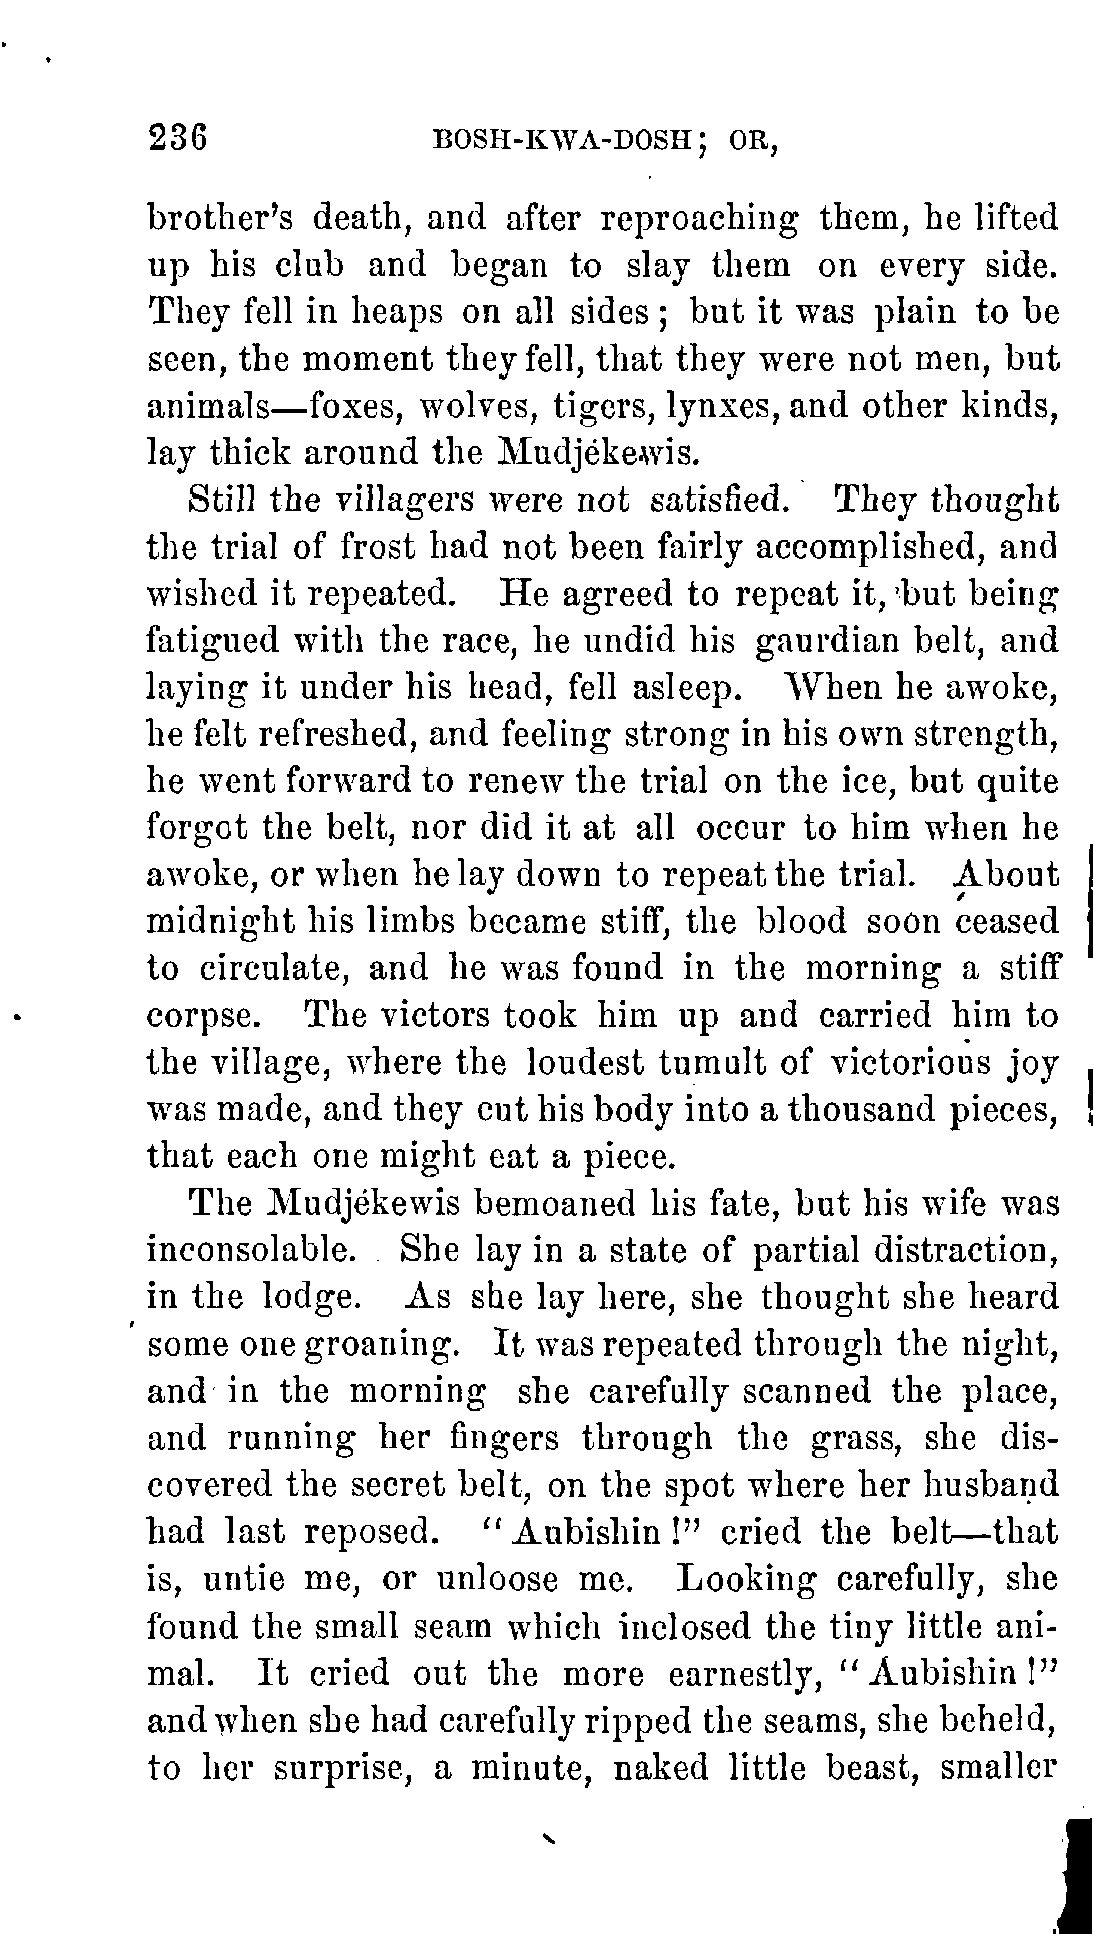 236 BOSH-KWA-DOSH; OR,
brother's death, and after reproaching them, he lifted
up his club and began to slay them on every side.
They fell in heaps on all sides; but it was plain to be
seen, the moment they fell, that they were not men, but
animals—foxes, wolves, tigers, lynxes, and other kinds,
lay thick around the Mudjékewis.
Still the villagers were not satisfied. They thought
the trial of frost had not been fairly accomplished, and
wished it repeated. He agreed to repeat it, but being
fatigued with the race, he undid his gaurdian belt, and
laying it under his head, fell asleep. When he awoke,
he felt refreshed, and feeling strong in his own strength,
he went forward to renew the trial on the ice, but quite
forgot the belt, nor did it at all occur to him when he
awoke, or when he lay down to repeat the trial. About
midnight his limbs became stiff, the blood soon ceased
to circulate, and he was found in the morning a stiff
corpse. The victors took him up and carried him to
the village, where the loudest tumult of victorious joy
was made, and they cut his body into a thousand pieces,
that each one might eat a piece.
The Mudjékewis bemoaned his fate, but his wife was
inconsolable. She lay in a state of partial distraction,
in the lodge. As she lay here, she thought she heard
some one groaning. It was repeated through the night,
and in the morning she carefully scanned the place,
and running her fingers through the grass, she dis-
covered the secret belt, on the spot where her husband
had last reposed. "Aubishin!" cried the belt—that
is, untie me, or unloose me. Looking carefully, she
found the small seam which inclosed the tiny little ani-
mal. It cried out the more earnestly, "Aubishin!"
and when she had carefully ripped the seams, she beheld,
to her surprise, a minute, naked little beast, smaller